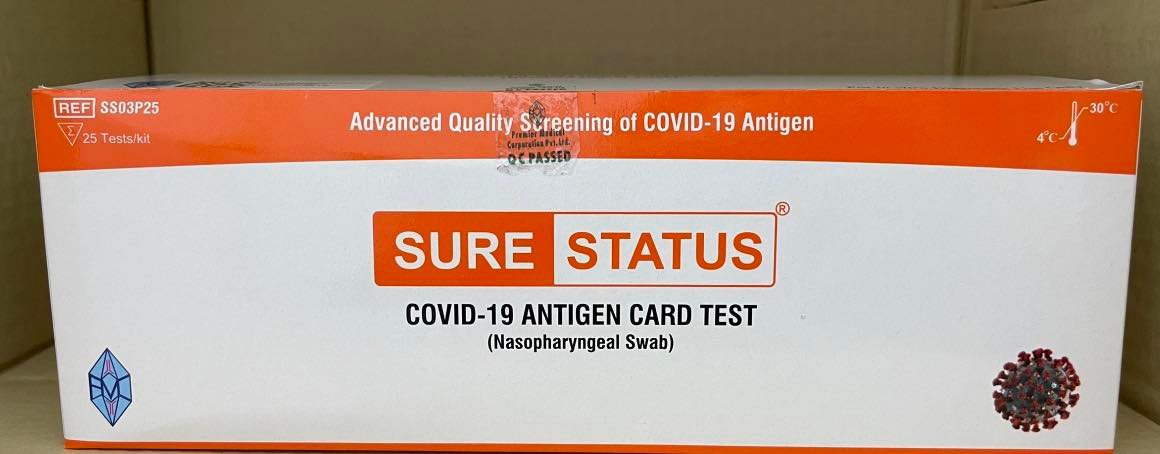 REF SS03P25
25 Tests/kit
Advanced Quality Screening of COVID-19 Antigen
Premier Medical
Corporation Pvt. Ltd.
QC PASSED
30°C
4°C
SURE STATUS®
COVID-19 ANTIGEN CARD TEST
(Nasopharyngeal Swab)